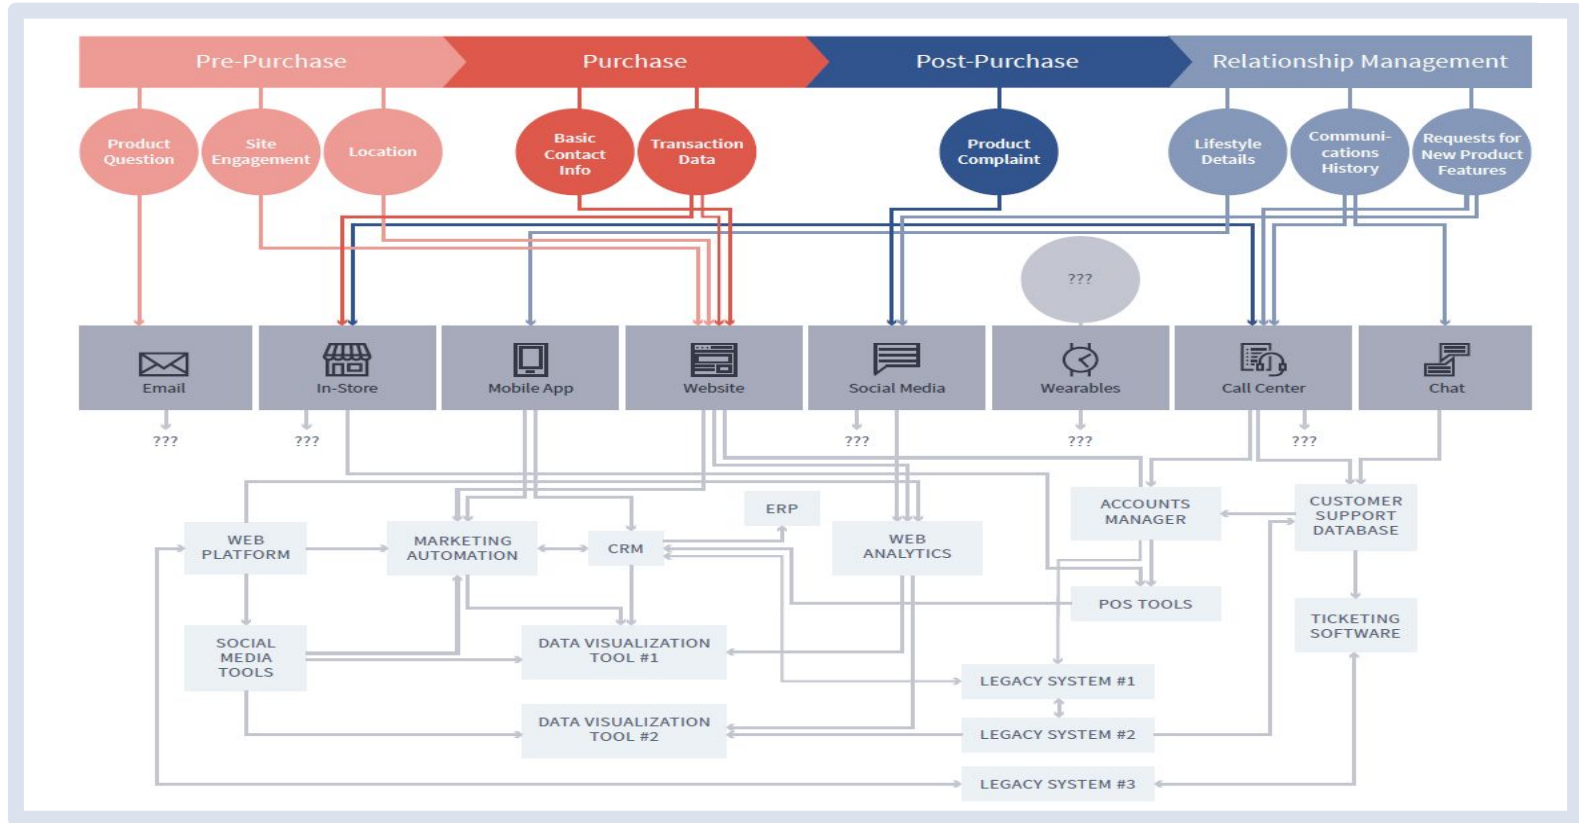 Pre-Purchase
Purchase
Post-Purchase
Relationship Management
Product
Question
Site
Engagement
Location
Basic
Contact
Info
Transaction
Data
Product
Complaint
Lifestyle
Details
Communi-
cations
History
Requests for
New Product
Features
???
Email
In-Store
Mobile App
Website
Social Media
Wearables
Call Center
Chat
???
???
???
???
???
WEB
PLATFORM
MARKETING
AUTOMATION
CRM
ERP
WEB
ANALYTICS
ACCOUNTS
MANAGER
CUSTOMER
SUPPORT
DATABASE
POS TOOLS
TICKETING
SOFTWARE
SOCIAL
MEDIA
TOOLS
DATA VISUALIZATION
TOOL #1
LEGACY SYSTEM #1
DATA VISUALIZATION
TOOL #2
LEGACY SYSTEM #2
LEGACY SYSTEM #3